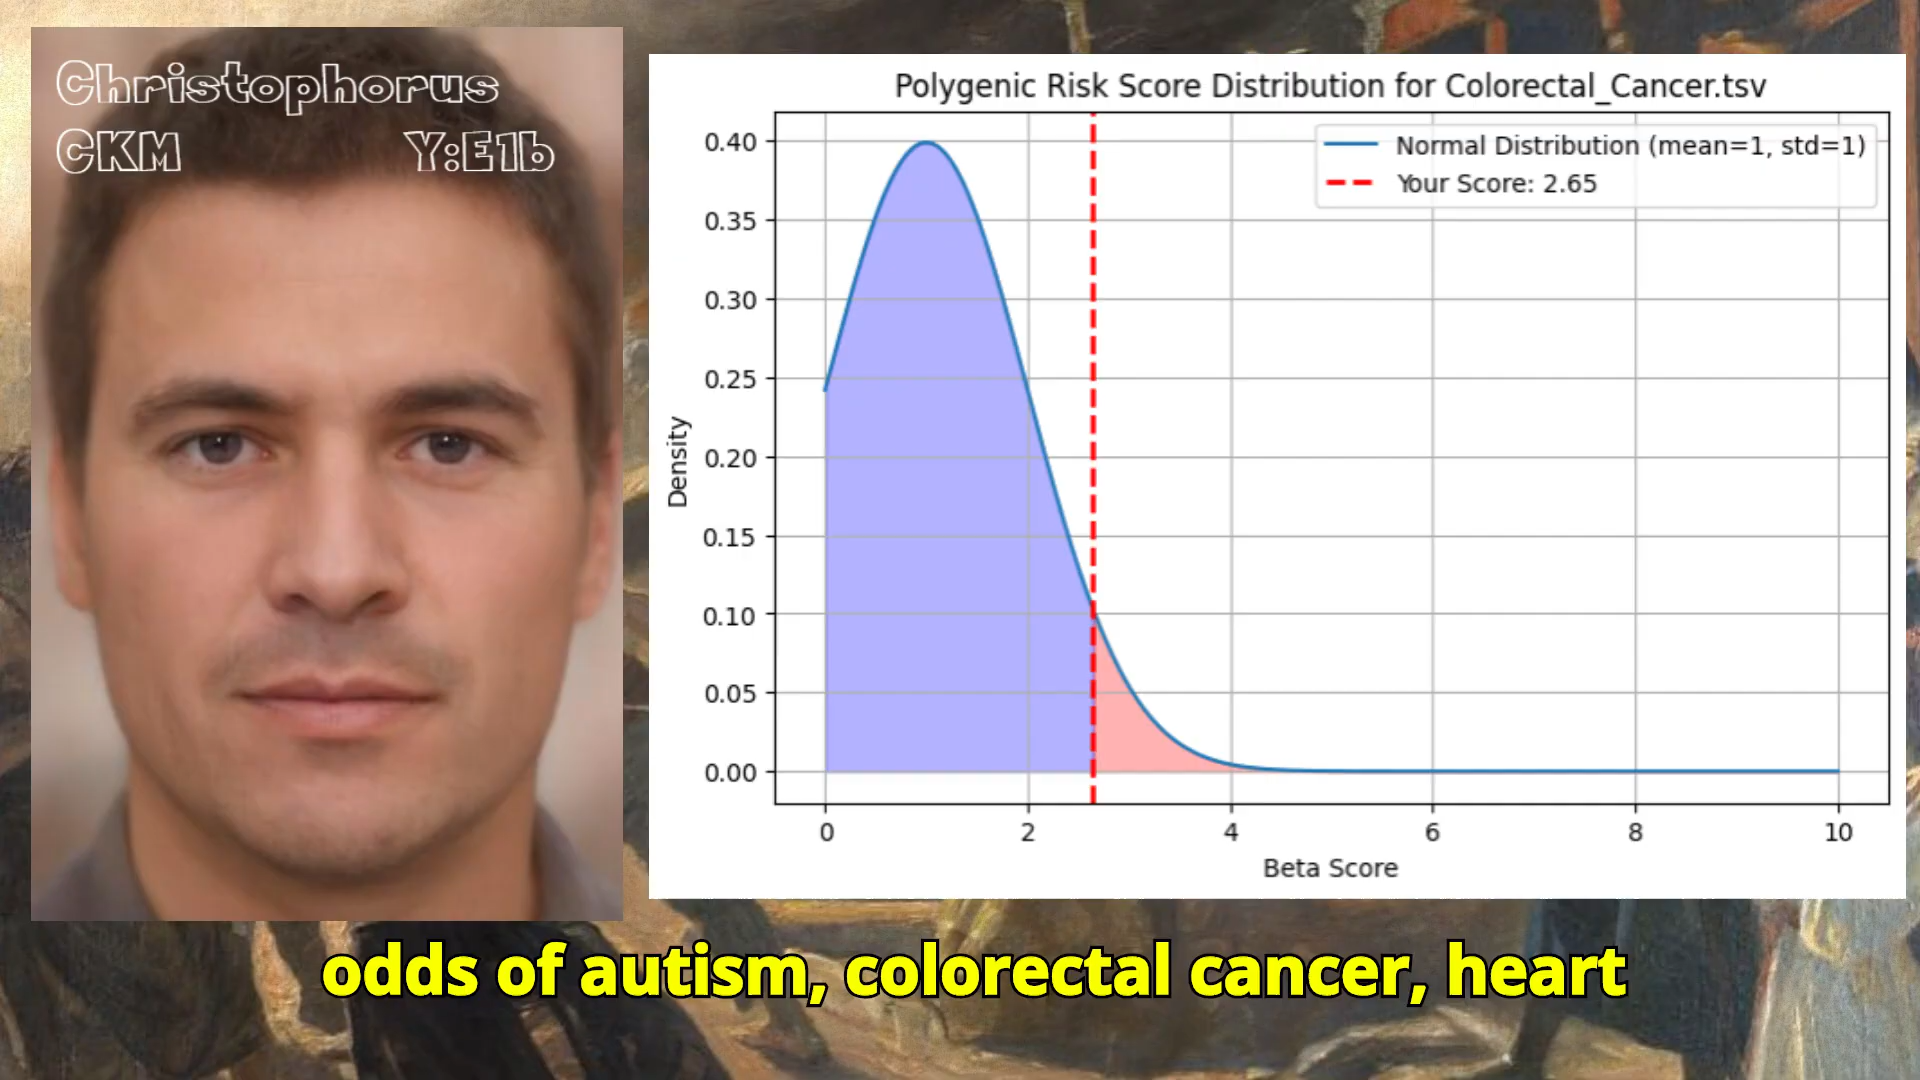 Christophorus
CKM Y:E1b
Polygenic Risk Score Distribution for Colorectal_Cancer.tsv
Normal Distribution (mean=1, std=1)
Your Score: 2.65
0.40
0.35
0.30
0.25
0.20
0.15
0.10
0.05
0.00
Density
0 2 4 6 8 10
Beta Score
odds of autism, colorectal cancer, heart